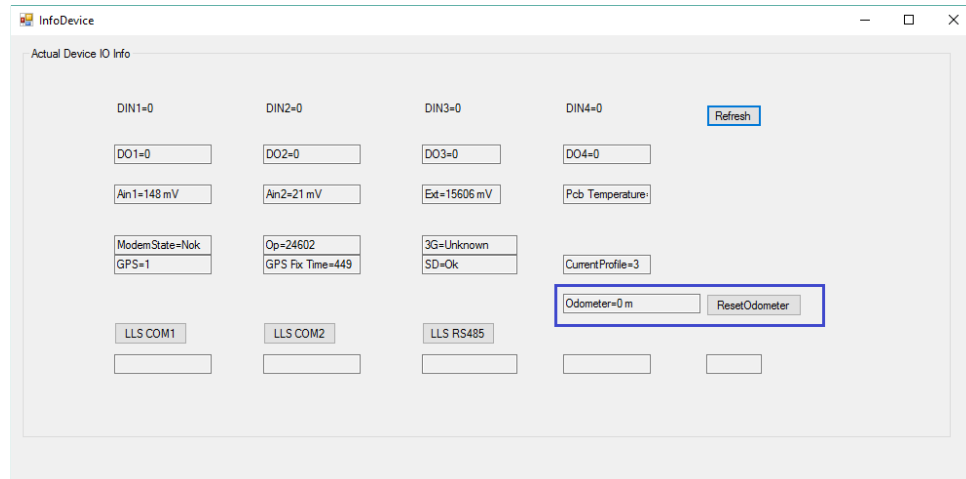 InfoDevice
Actual Device IO Info
DIN1=0 DIN2=0 DIN3=0 DIN4=0 Refresh
DO1=0 DO2=0 DO3=0 DO4=0
Ain1=148 mV Ain2=21 mV Ext=15606 mV Pcb Temperature=
ModemState=Nok Op=24602 3G=Unknown
GPS=1 GPS Fix Time=449 SD=Ok CurrentProfile=3
Odometer=0 m ResetOdometer
LLS COM1 LLS COM2 LLS RS485